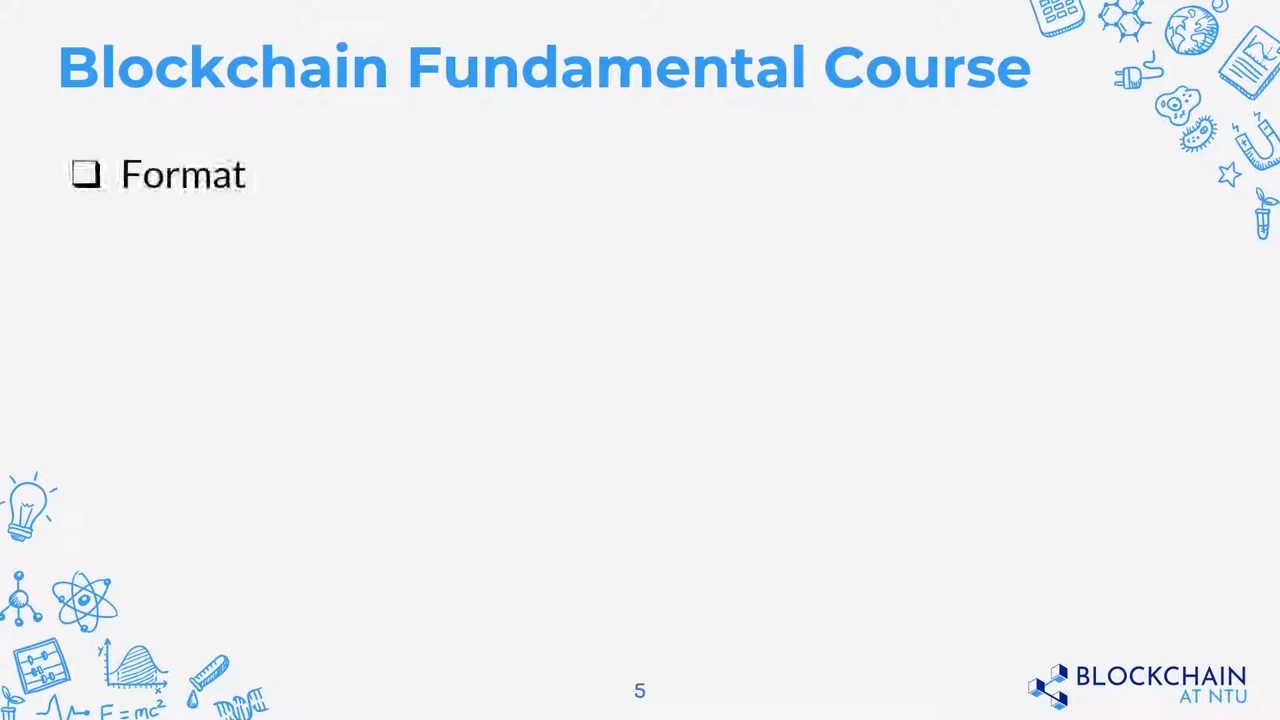 Blockchain Fundamental Course
❑ Format
y
x
E = mc²
5
BLOCKCHAIN
AT NTU